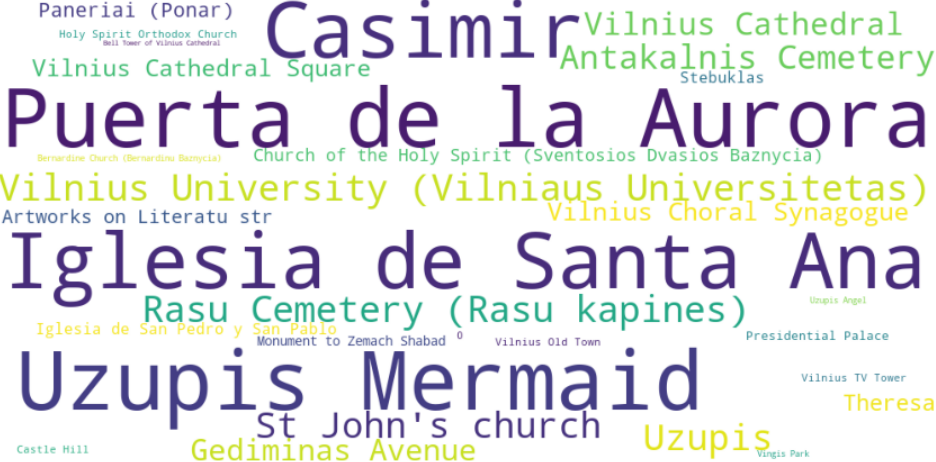 Paneriai (Ponar)
Casimir
Vilnius Cathedral
Holy Spirit Orthodox Church
Bell Tower of Vilnius Cathedral
Antakalnis Cemetery
Vilnius Cathedral Square
Stebuklas
Puerta de la Aurora
Bernardine Church (Bernardinu Baznycia)
Church of the Holy Spirit (Sventosios Dvasios Baznycia)
Vilnius University (Vilniaus Universitetas)
Artworks on Literatu str
Vilnius Choral Synagogue
Iglesia de Santa Ana
Rasu Cemetery (Rasu kapines)
Uzupis Angel
Iglesia de San Pedro y San Pablo
Monument to Zemach Shabad
o
Vilnius Old Town
Presidential Palace
Uzupis Mermaid
Vilnius TV Tower
Theresa
St John's church
Uzupis
Castle Hill
Gediminas Avenue
Vingis Park